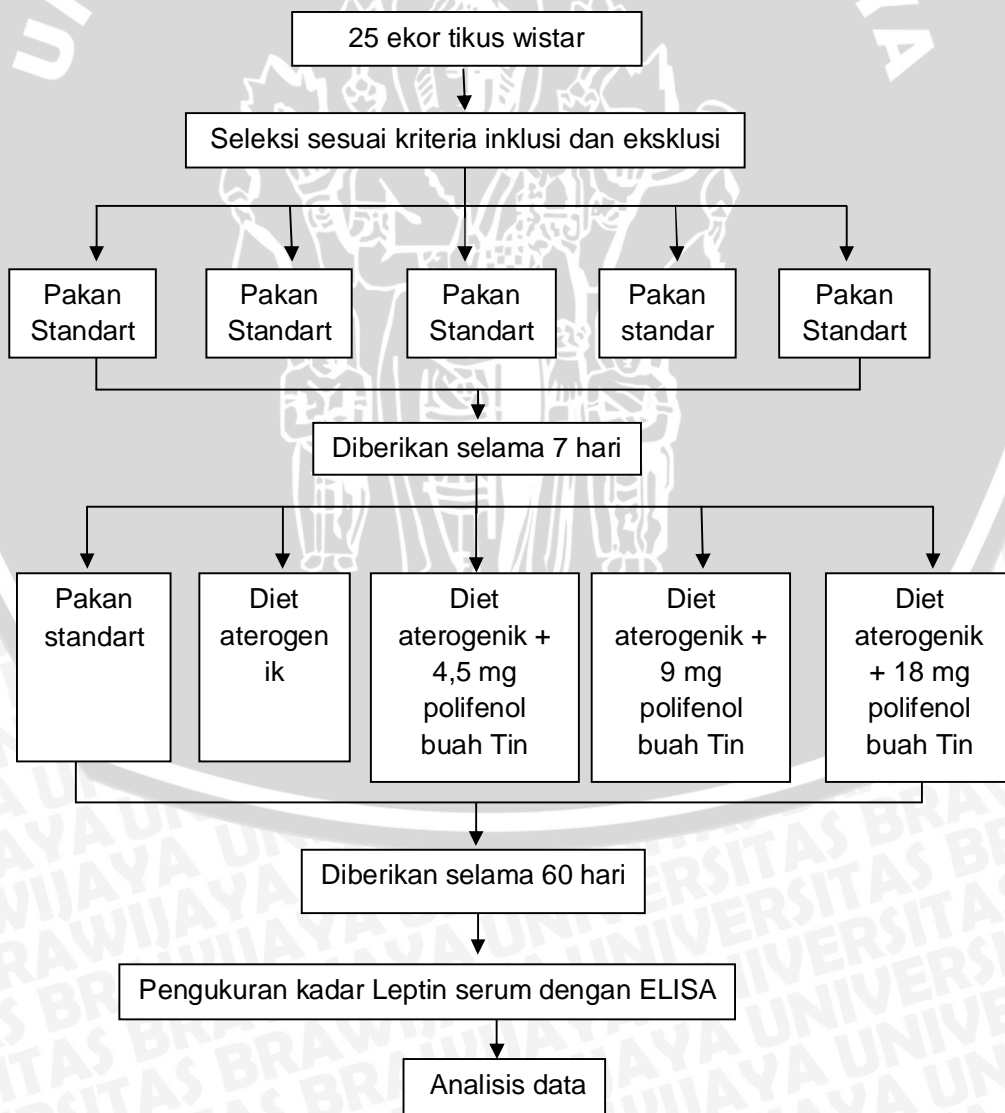 25 ekor tikus wistar
Seleksi sesuai kriteria inklusi dan eksklusi
Pakan
Standart
Pakan
Standart
Pakan
Standart
Pakan
standar
Pakan
Standart
Diberikan selama 7 hari
Pakan
standart
Diet
aterogen
ik
Diet
aterogenik +
4,5 mg
polifenol
buah Tin
Diet
aterogenik +
9 mg
polifenol
buah Tin
Diet
aterogenik
+ 18 mg
polifenol
buah Tin
Diberikan selama 60 hari
Pengukuran kadar Leptin serum dengan ELISA
Analisis data